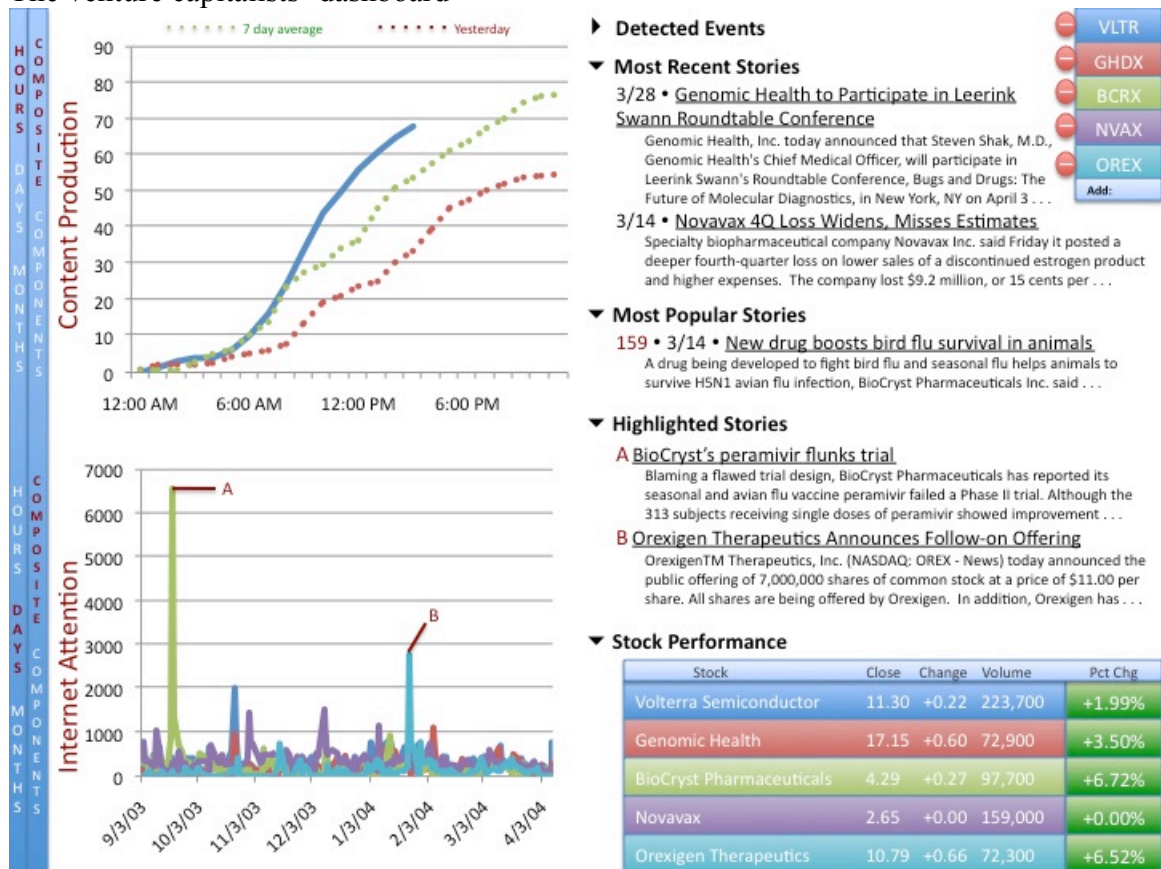 The venture capitalists' dashboard
7 day average
Yesterday
HOURS DAYS MONTHS
COMPOSITE COMPONENTS
Content Production
90
80
70
60
50
40
30
20
10
0
12:00 AM 6:00 AM 12:00 PM 6:00 PM
HOURS DAYS MONTHS
COMPOSITE COMPONENTS
Internet Attention
7000
6000
5000
4000
3000
2000
1000
0
A
B
9/3/03 10/3/03 11/3/03 12/3/03 1/3/04 2/3/04 3/3/04 4/3/04
Detected Events
Most Recent Stories
3/28 • Genomic Health to Participate in Leerink
Swann Roundtable Conference
Genomic Health, Inc. today announced that Steven Shak, M.D.,
Genomic Health's Chief Medical Officer, will participate in
Leerink Swann's Roundtable Conference, Bugs and Drugs: The
Future of Molecular Diagnostics, in New York, NY on April 3 . . .
3/14 • Novavax 4Q Loss Widens, Misses Estimates
Specialty biopharmaceutical company Novavax Inc. said Friday it posted a
deeper fourth-quarter loss on lower sales of a discontinued estrogen product
and higher expenses. The company lost $9.2 million, or 15 cents per . . .
Most Popular Stories
159 • 3/14 • New drug boosts bird flu survival in animals
A drug being developed to fight bird flu and seasonal flu helps animals to
survive H5N1 avian flu infection, BioCryst Pharmaceuticals Inc. said . . .
Highlighted Stories
A BioCryst's peramivir flunks trial
Blaming a flawed trial design, BioCryst Pharmaceuticals has reported its
seasonal and avian flu vaccine peramivir failed a Phase II trial. Although the
313 subjects receiving single doses of peramivir showed improvement . . .
B Orexigen Therapeutics Announces Follow-on Offering
OrexigenTM Therapeutics, Inc. (NASDAQ: OREX - News) today announced the
public offering of 7,000,000 shares of common stock at a price of $11.00 per
share. All shares are being offered by Orexigen. In addition, Orexigen has . . .
Stock Performance
Stock Close Change Volume Pct Chg
Volterra Semiconductor 11.30 +0.22 223,700 +1.99%
Genomic Health 17.15 +0.60 72,900 +3.50%
BioCryst Pharmaceuticals 4.29 +0.27 97,700 +6.72%
Novavax 2.65 +0.00 159,000 +0.00%
Orexigen Therapeutics 10.79 +0.66 72,300 +6.52%
VLTR
GHDX
BCRX
NVAX
OREX
Add: